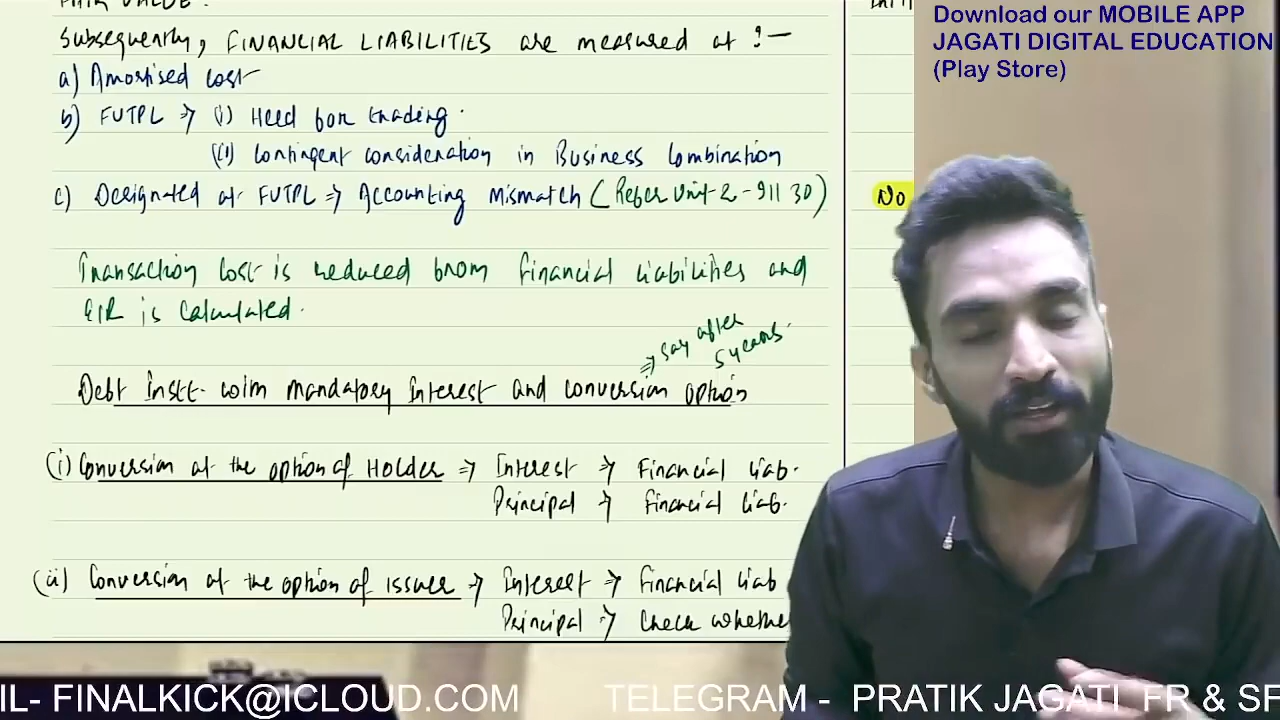 Subsequently, FINANCIAL LIABILITIES are measured at :-
a) Amortised cost
b) FVTPL => (i) Held for trading.
(ii) Contingent consideration in Business Combination
c) Designated at FVTPL => Accounting Mismatch (Refer Unit-2-Q11 30)
No
Transaction cost is reduced from financial liabilities and
EIR is calculated.
=> say after
5 years.
Debt Instt. with mandatory Interest and conversion option
(i) Conversion at the option of Holder => Interest => Financial Liab.
Principal => Financial Liab.
(ii) Conversion at the option of issuer => Interest => Financial Liab
Principal => Check whether
Download our MOBILE APP
JAGATI DIGITAL EDUCATION
(Play Store)
IL- FINALKICK@ICLOUD.COM TELEGRAM - PRATIK JAGATI FR & SF